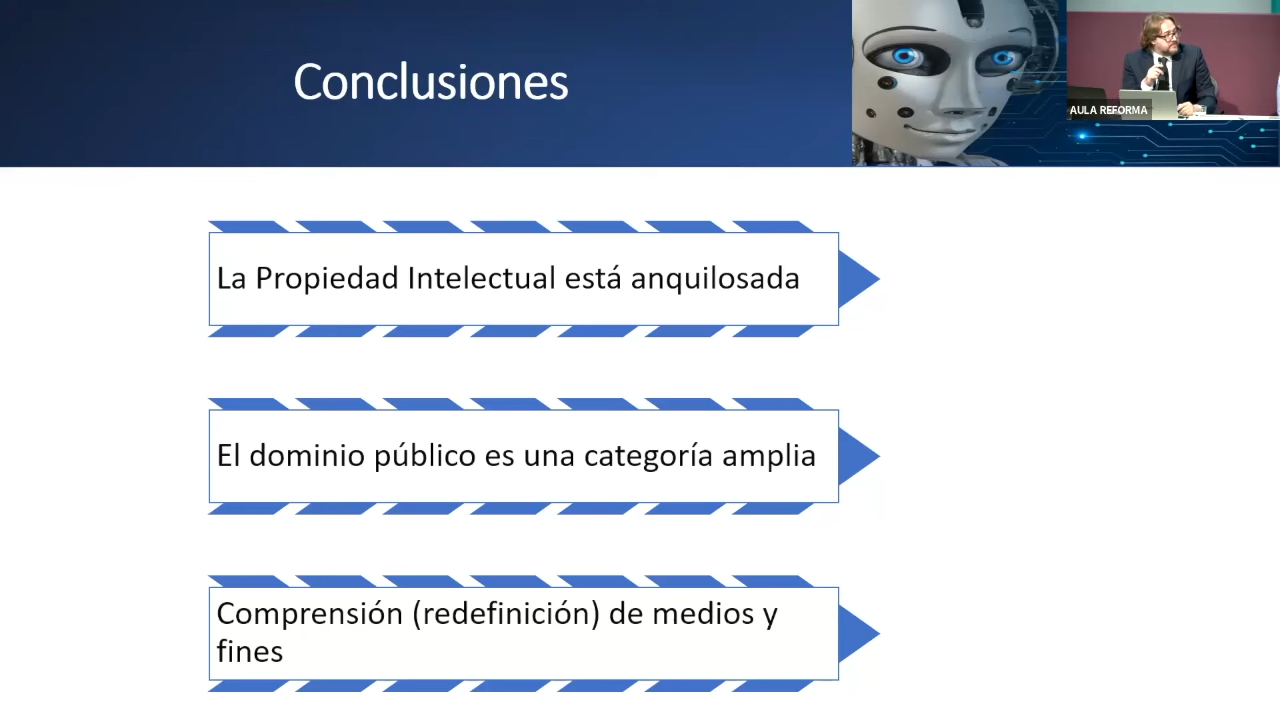 Conclusiones
AULA REFORMA
La Propiedad Intelectual está anquilosada
El dominio público es una categoría amplia
Comprensión (redefinición) de medios y
fines